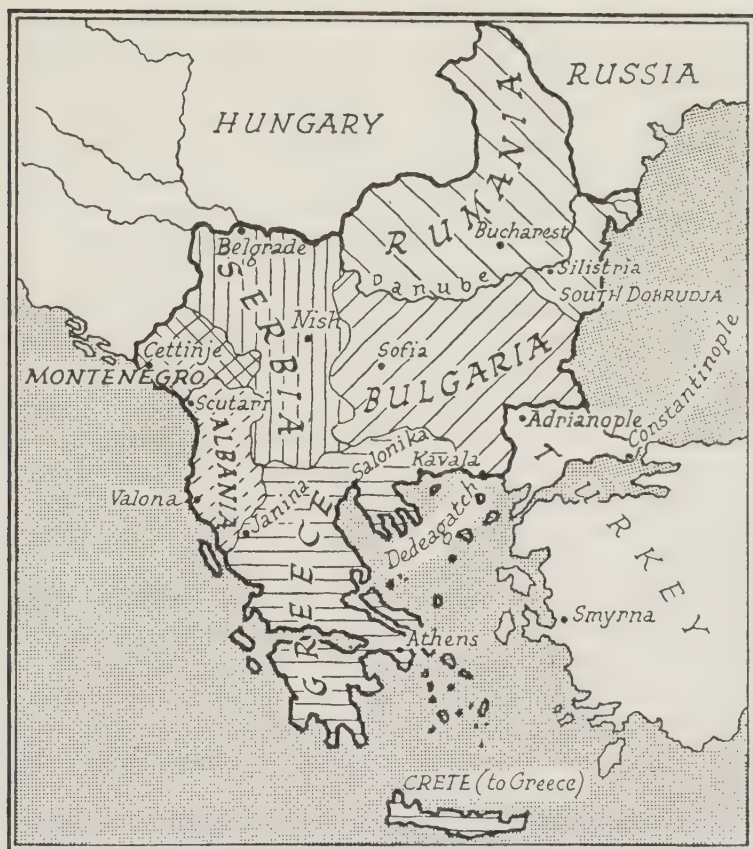 HUNGARY
RUSSIA
RUMANIA
Bucharest
Belgrade
Danube
Silistria
SOUTH DOBRUDJA
SERBIA
Nish
Sofia
BULGARIA
Cettinje
MONTENEGRO
Scutari
ALBANIA
Adrianople
Constantinople
Salonika
Kavala
TURKEY
Valona
Janina
Dedeagatch
GREECE
Smyrna
Athens
CRETE (to Greece)